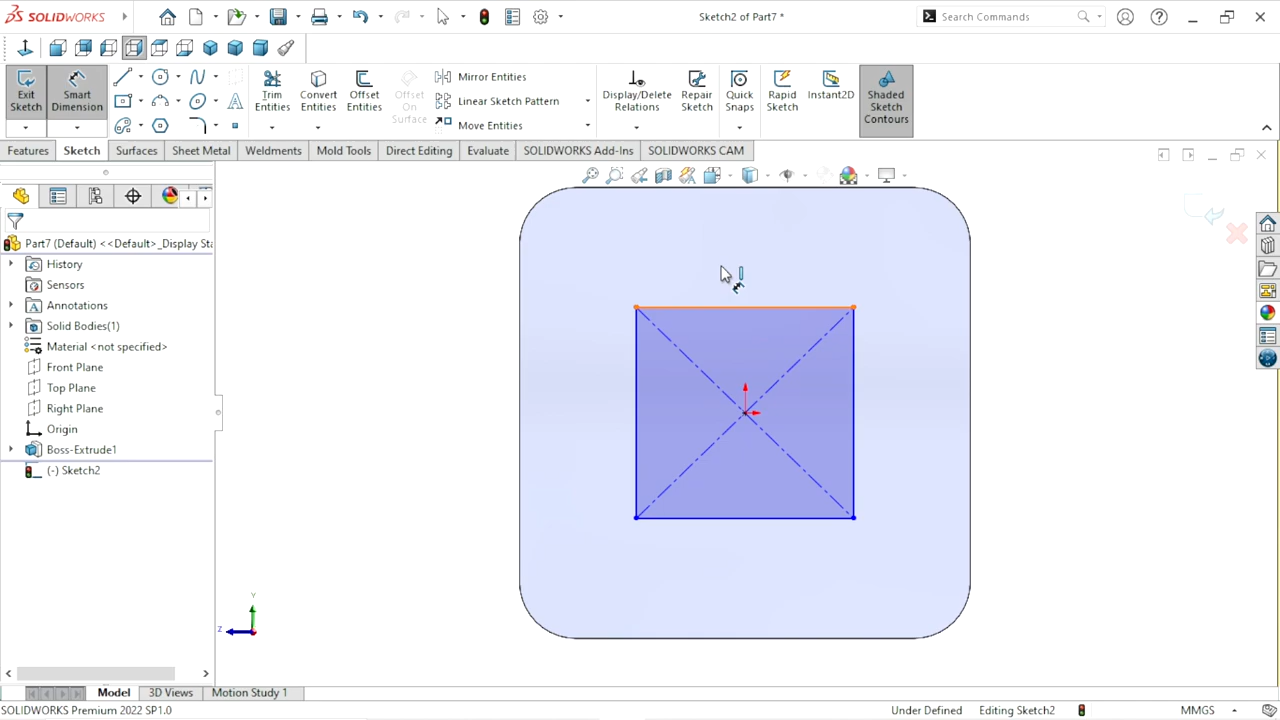 SOLIDWORKS
Sketch2 of Part7 *
Search Commands
Exit Sketch
Smart Dimension
Trim Entities
Convert Entities
Offset Entities
Offset On Surface
Mirror Entities
Linear Sketch Pattern
Move Entities
Display/Delete Relations
Repair Sketch
Quick Snaps
Rapid Sketch
Instant2D
Shaded Sketch Contours
Features
Sketch
Surfaces
Sheet Metal
Weldments
Mold Tools
Direct Editing
Evaluate
SOLIDWORKS Add-Ins
SOLIDWORKS CAM
Part7 (Default) <<Default>_Display Sta
History
Sensors
Annotations
Solid Bodies(1)
Material <not specified>
Front Plane
Top Plane
Right Plane
Origin
Boss-Extrude1
(-) Sketch2
Y
Z
Model
3D Views
Motion Study 1
SOLIDWORKS Premium 2022 SP1.0
Under Defined
Editing Sketch2
MMGS